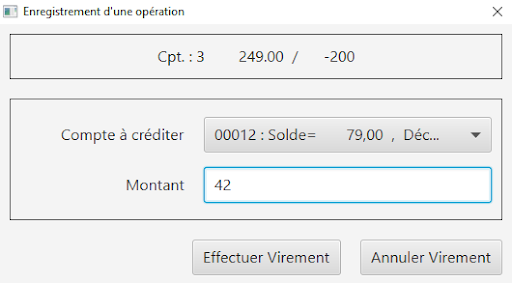 Enregistrement d'une opération
Cpt. : 3 249.00 / -200
Compte à créditer 00012 : Solde= 79,00 , Déc...
Montant 42
Effectuer Virement Annuler Virement